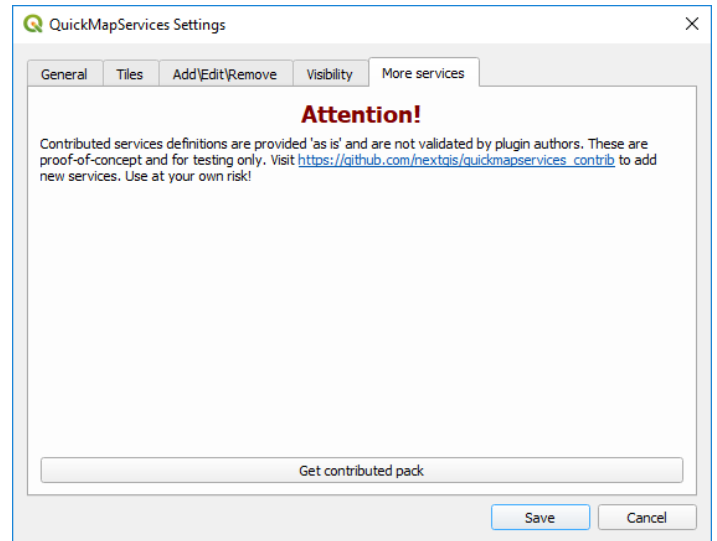 QuickMapServices Settings
General Tiles Add\Edit\Remove Visibility More services
Attention!
Contributed services definitions are provided 'as is' and are not validated by plugin authors. These are
proof-of-concept and for testing only. Visit https://github.com/nextgis/quickmapservices_contrib to add
new services. Use at your own risk!
Get contributed pack
Save Cancel